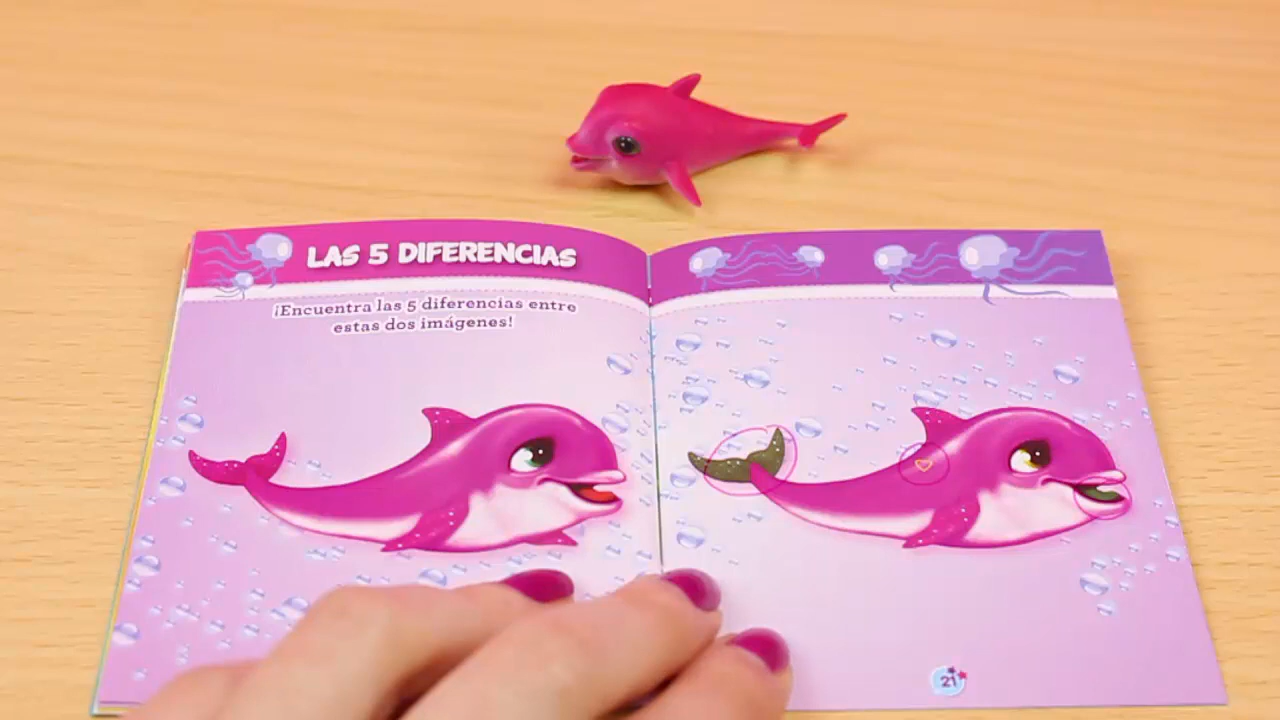 LAS 5 DIFERENCIAS
¡Encuentra las 5 diferencias entre
estas dos imágenes!
21